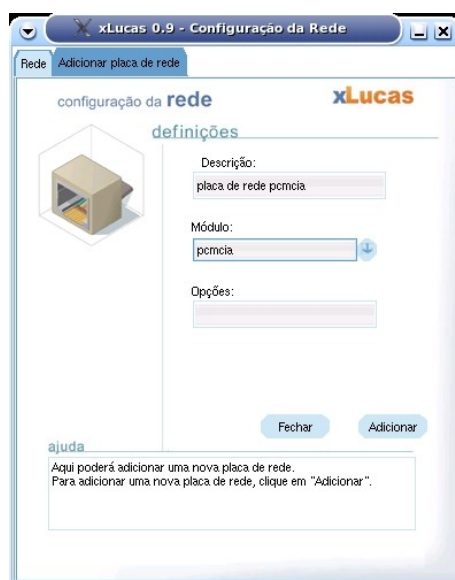 xLucas 0.9 - Configuração da Rede
Rede
Adicionar placa de rede
configuração da rede
xLucas
definições
Descrição:
placa de rede pcmcia
Módulo:
pcmcia
Opções:
Fechar
Adicionar
ajuda
Aqui poderá adicionar uma nova placa de rede.
Para adicionar uma nova placa de rede, clique em "Adicionar".